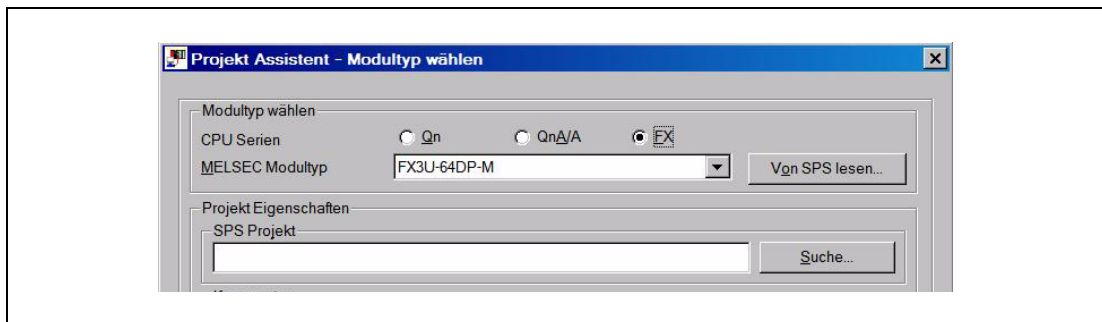 Projekt Assistent - Modultyp wählen
Modultyp wählen
CPU Serien Qn QnA/A FX
MELSEC Modultyp FX3U-64DP-M Von SPS lesen...
Projekt Eigenschaften
SPS Projekt
Suche...